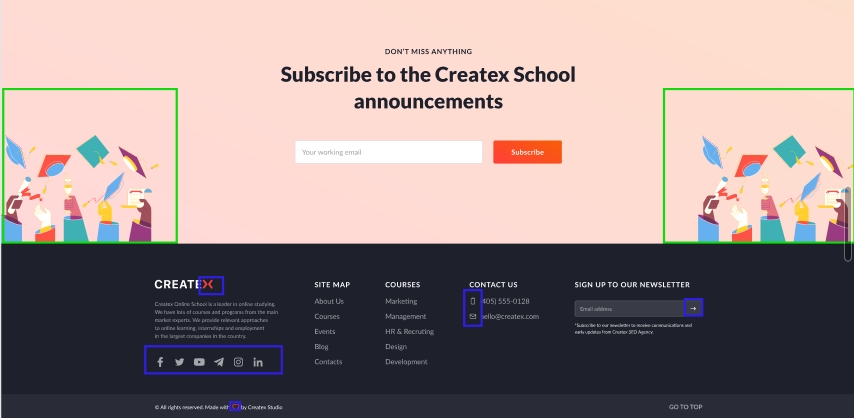 DON'T MISS ANYTHING
Subscribe to the Createx School
announcements
Your working email
Subscribe
CREATEX
Createx Online School is a leader in online studying.
We have lots of courses and programs from the main
market experts. We provide relevant approaches
to online learning, internships and employment
in the largest companies in the country.
SITE MAP
About Us
Courses
Events
Blog
Contacts
COURSES
Marketing
Management
HR & Recruting
Design
Development
CONTACT US
405) 555-0128
hello@createx.com
SIGN UP TO OUR NEWSLETTER
Email address
*Subscribe to our newsletter to receive communications and
early updates from Createx SEO Agency.
© All rights reserved. Made with by Createx Studio
GO TO TOP